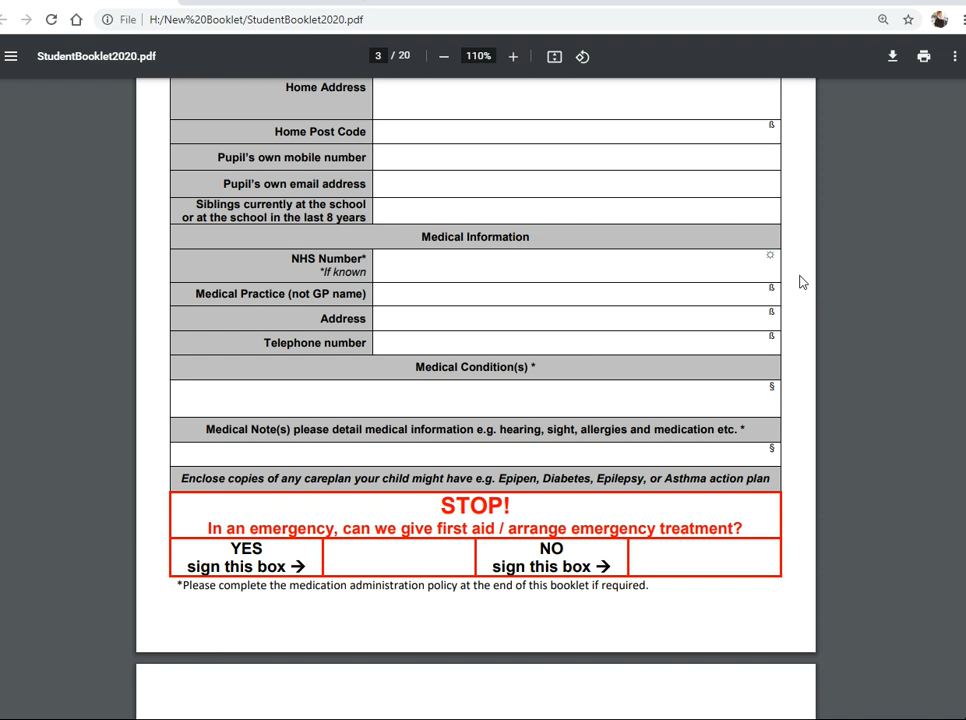 File H:/New%20Booklet/StudentBooklet2020.pdf
StudentBooklet2020.pdf 3 / 20 110%
Home Address
Home Post Code ß
Pupil's own mobile number
Pupil's own email address
Siblings currently at the school
or at the school in the last 8 years
Medical Information
NHS Number* ☼
*If known
Medical Practice (not GP name) ß
Address ß
Telephone number ß
Medical Condition(s) *
§
Medical Note(s) please detail medical information e.g. hearing, sight, allergies and medication etc. *
§
Enclose copies of any careplan your child might have e.g. Epipen, Diabetes, Epilepsy, or Asthma action plan
STOP!
In an emergency, can we give first aid / arrange emergency treatment?
YES NO
sign this box → sign this box →
*Please complete the medication administration policy at the end of this booklet if required.